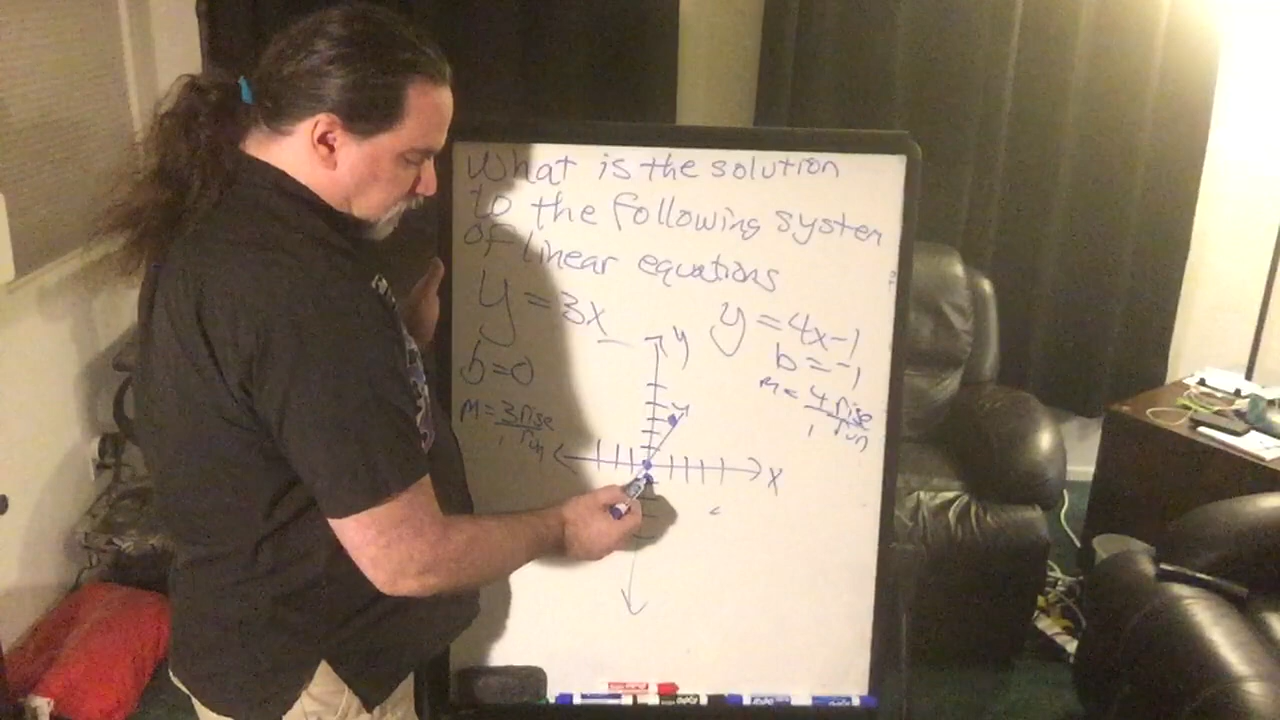 What is the solution
to the following system
of linear equations
y = 3x
y = 4x-1
b=0
b = -1
M = 3 rise
1 run
m = 4 rise
1 run
y
x